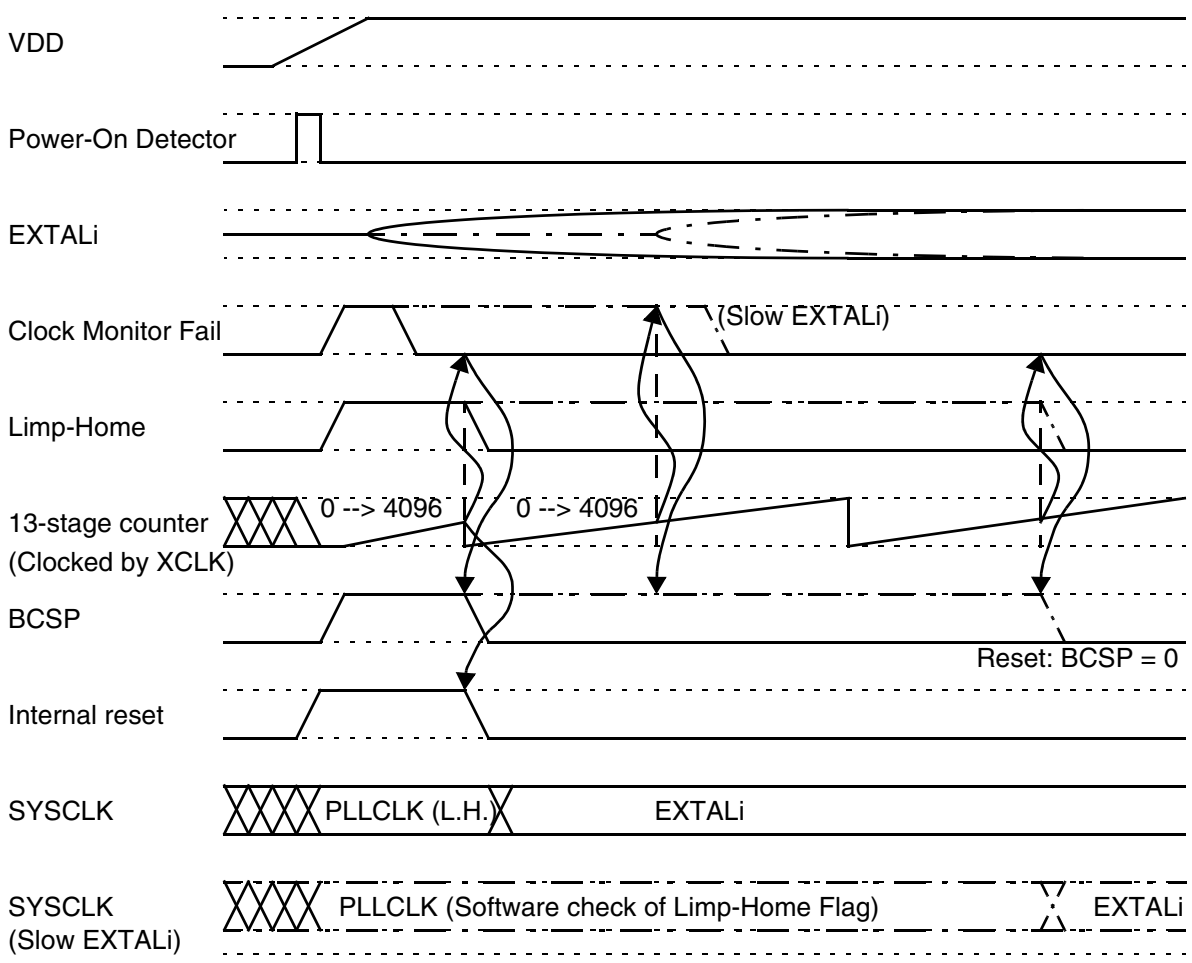 VDD
Power-On Detector
EXTALi
Clock Monitor Fail
(Slow EXTALi)
Limp-Home
13-stage counter
(Clocked by XCLK)
0 --> 4096
0 --> 4096
BCSP
Reset: BCSP = 0
Internal reset
SYSCLK
PLLCLK (L.H.)
EXTALi
SYSCLK
(Slow EXTALi)
PLLCLK (Software check of Limp-Home Flag)
EXTALi